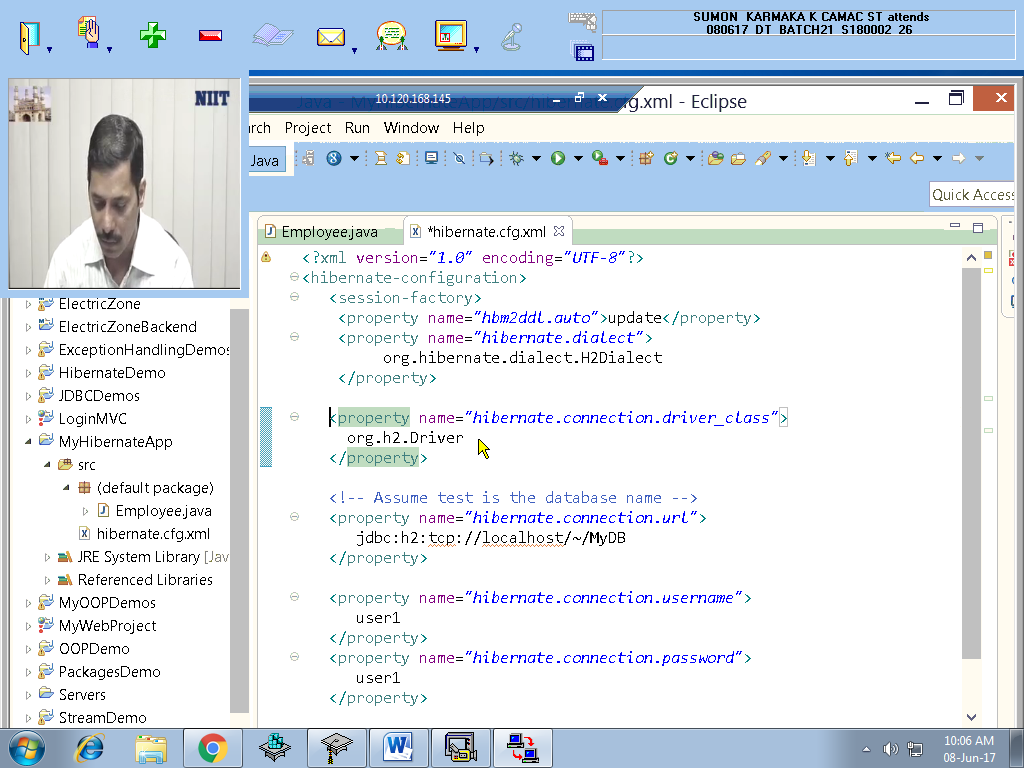 SUMON KARMAKA K CAMAC ST attends
080617 DT BATCH21 S180002 26
NIIT
10.120.168.145
Java - My App/src/hibernate.cfg.xml - Eclipse
rch Project Run Window Help
Java
Quick Access
Employee.java
*hibernate.cfg.xml
<?xml version="1.0" encoding="UTF-8"?>
<hibernate-configuration>
<session-factory>
<property name="hbm2ddl.auto">update</property>
<property name="hibernate.dialect">
org.hibernate.dialect.H2Dialect
</property>
<property name="hibernate.connection.driver_class">
org.h2.Driver
</property>
<!-- Assume test is the database name -->
<property name="hibernate.connection.url">
jdbc:h2:tcp://localhost/~/MyDB
</property>
<property name="hibernate.connection.username">
user1
</property>
<property name="hibernate.connection.password">
user1
</property>
ElectricZone
ElectricZoneBackend
ExceptionHandlingDemos
HibernateDemo
JDBCDemos
LoginMVC
MyHibernateApp
src
(default package)
Employee.java
hibernate.cfg.xml
JRE System Library [Jav
Referenced Libraries
MyOOPDemos
MyWebProject
OOPDemo
PackagesDemo
Servers
StreamDemo
10:06 AM
08-Jun-17